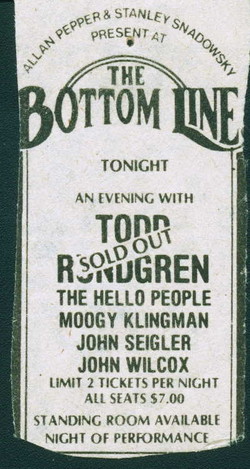 ALLAN PEPPER & STANLEY SNADOWSKY
PRESENT AT
THE
BOTTOM LINE
TONIGHT
AN EVENING WITH
TODD
SOLD OUT
RUNDGREN
THE HELLO PEOPLE
MOOGY KLINGMAN
JOHN SEIGLER
JOHN WILCOX
LIMIT 2 TICKETS PER NIGHT
ALL SEATS $7.00
STANDING ROOM AVAILABLE
NIGHT OF PERFORMANCE